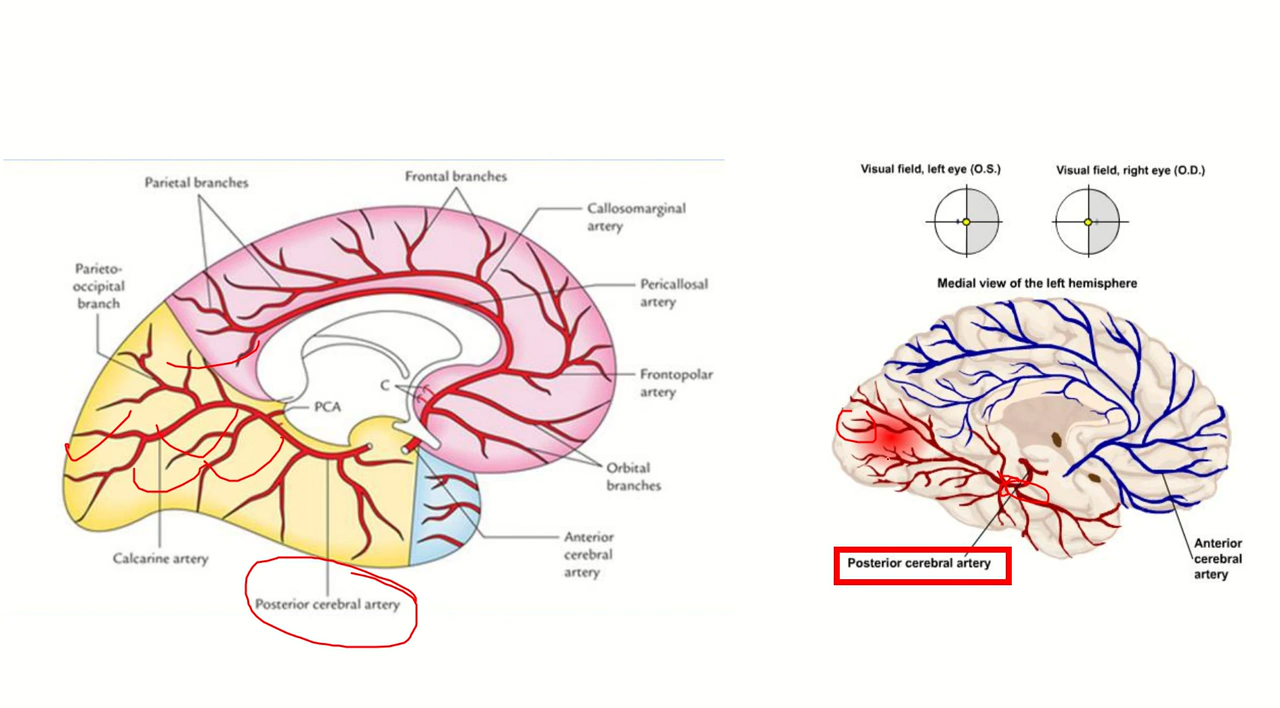 Parietal branches
Frontal branches
Callosomarginal
artery
Parieto-
occipital
branch
Pericallosal
artery
C
PCA
Frontopolar
artery
Orbital
branches
Calcarine artery
Anterior
cerebral
artery
Posterior cerebral artery
Visual field, left eye (O.S.)
Visual field, right eye (O.D.)
Medial view of the left hemisphere
Posterior cerebral artery
Anterior
cerebral
artery